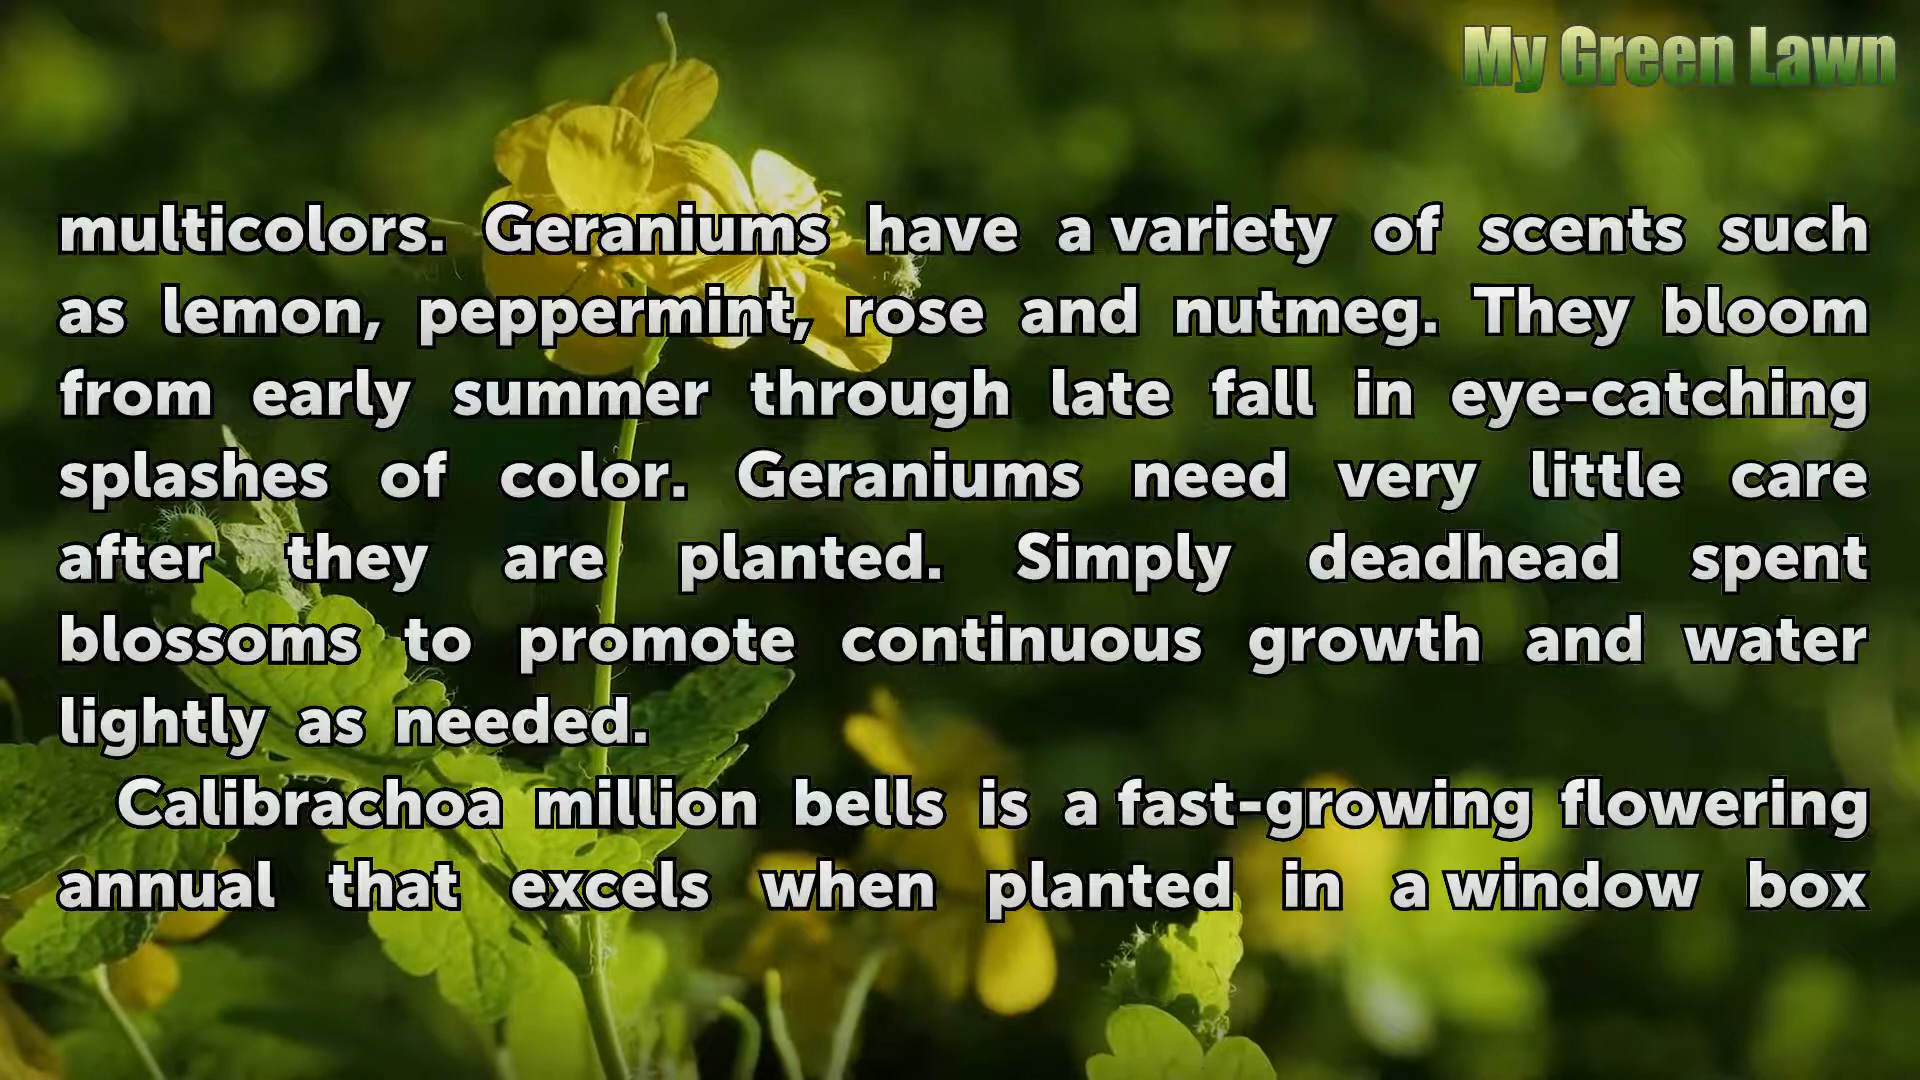 My Green Lawn
multicolors. Geraniums have a variety of scents such
as lemon, peppermint, rose and nutmeg. They bloom
from early summer through late fall in eye-catching
splashes of color. Geraniums need very little care
after they are planted. Simply deadhead spent
blossoms to promote continuous growth and water
lightly as needed.
Calibrachoa million bells is a fast-growing flowering
annual that excels when planted in a window box